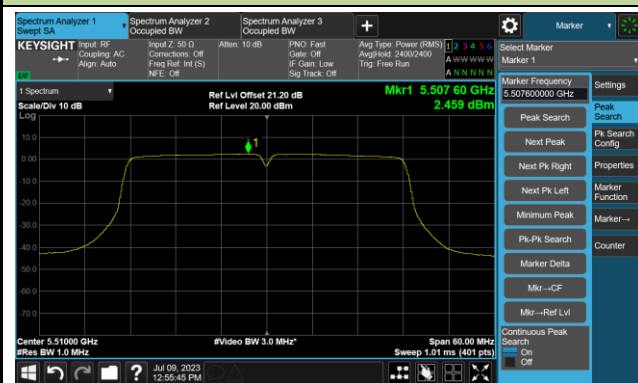 Spectrum Analyzer 1
Swept SA
Spectrum Analyzer 2
Occupied BW
Spectrum Analyzer 3
Occupied BW
+
Marker
KEYSIGHT
Input: RF
Coupling: AC
Align: Auto
Input Z: 50 Ω
Corrections: Off
Freq Ref: Int (S)
NFE: Off
Atten: 10 dB
PNO: Fast
Gate: Off
IF Gain: Low
Sig Track: Off
Avg Type: Power (RMS)
Avg|Hold: 2400/2400
Trig: Free Run
1 2 3 4 5 6
A W W W W W
A N N N N N
Select Marker
Marker 1
1 Spectrum
Scale/Div 10 dB
Log
Ref Lvl Offset 21.20 dB
Ref Level 20.00 dBm
Mkr1 5.507 60 GHz
2.459 dBm
1
10.0
0.00
-10.0
-20.0
-30.0
-40.0
-50.0
-60.0
-70.0
Center 5.51000 GHz
#Res BW 1.0 MHz
#Video BW 3.0 MHz*
Span 60.00 MHz
Sweep 1.01 ms (401 pts)
Marker Frequency
5.507600000 GHz
Peak Search
Next Peak
Next Pk Right
Next Pk Left
Minimum Peak
Pk-Pk Search
Marker Delta
Mkr→CF
Mkr→Ref Lvl
Continuous Peak
Search
On
Off
Settings
Peak
Search
Pk Search
Config
Properties
Marker
Function
Marker→
Counter
?
Jul 09, 2023
12:55:45 PM